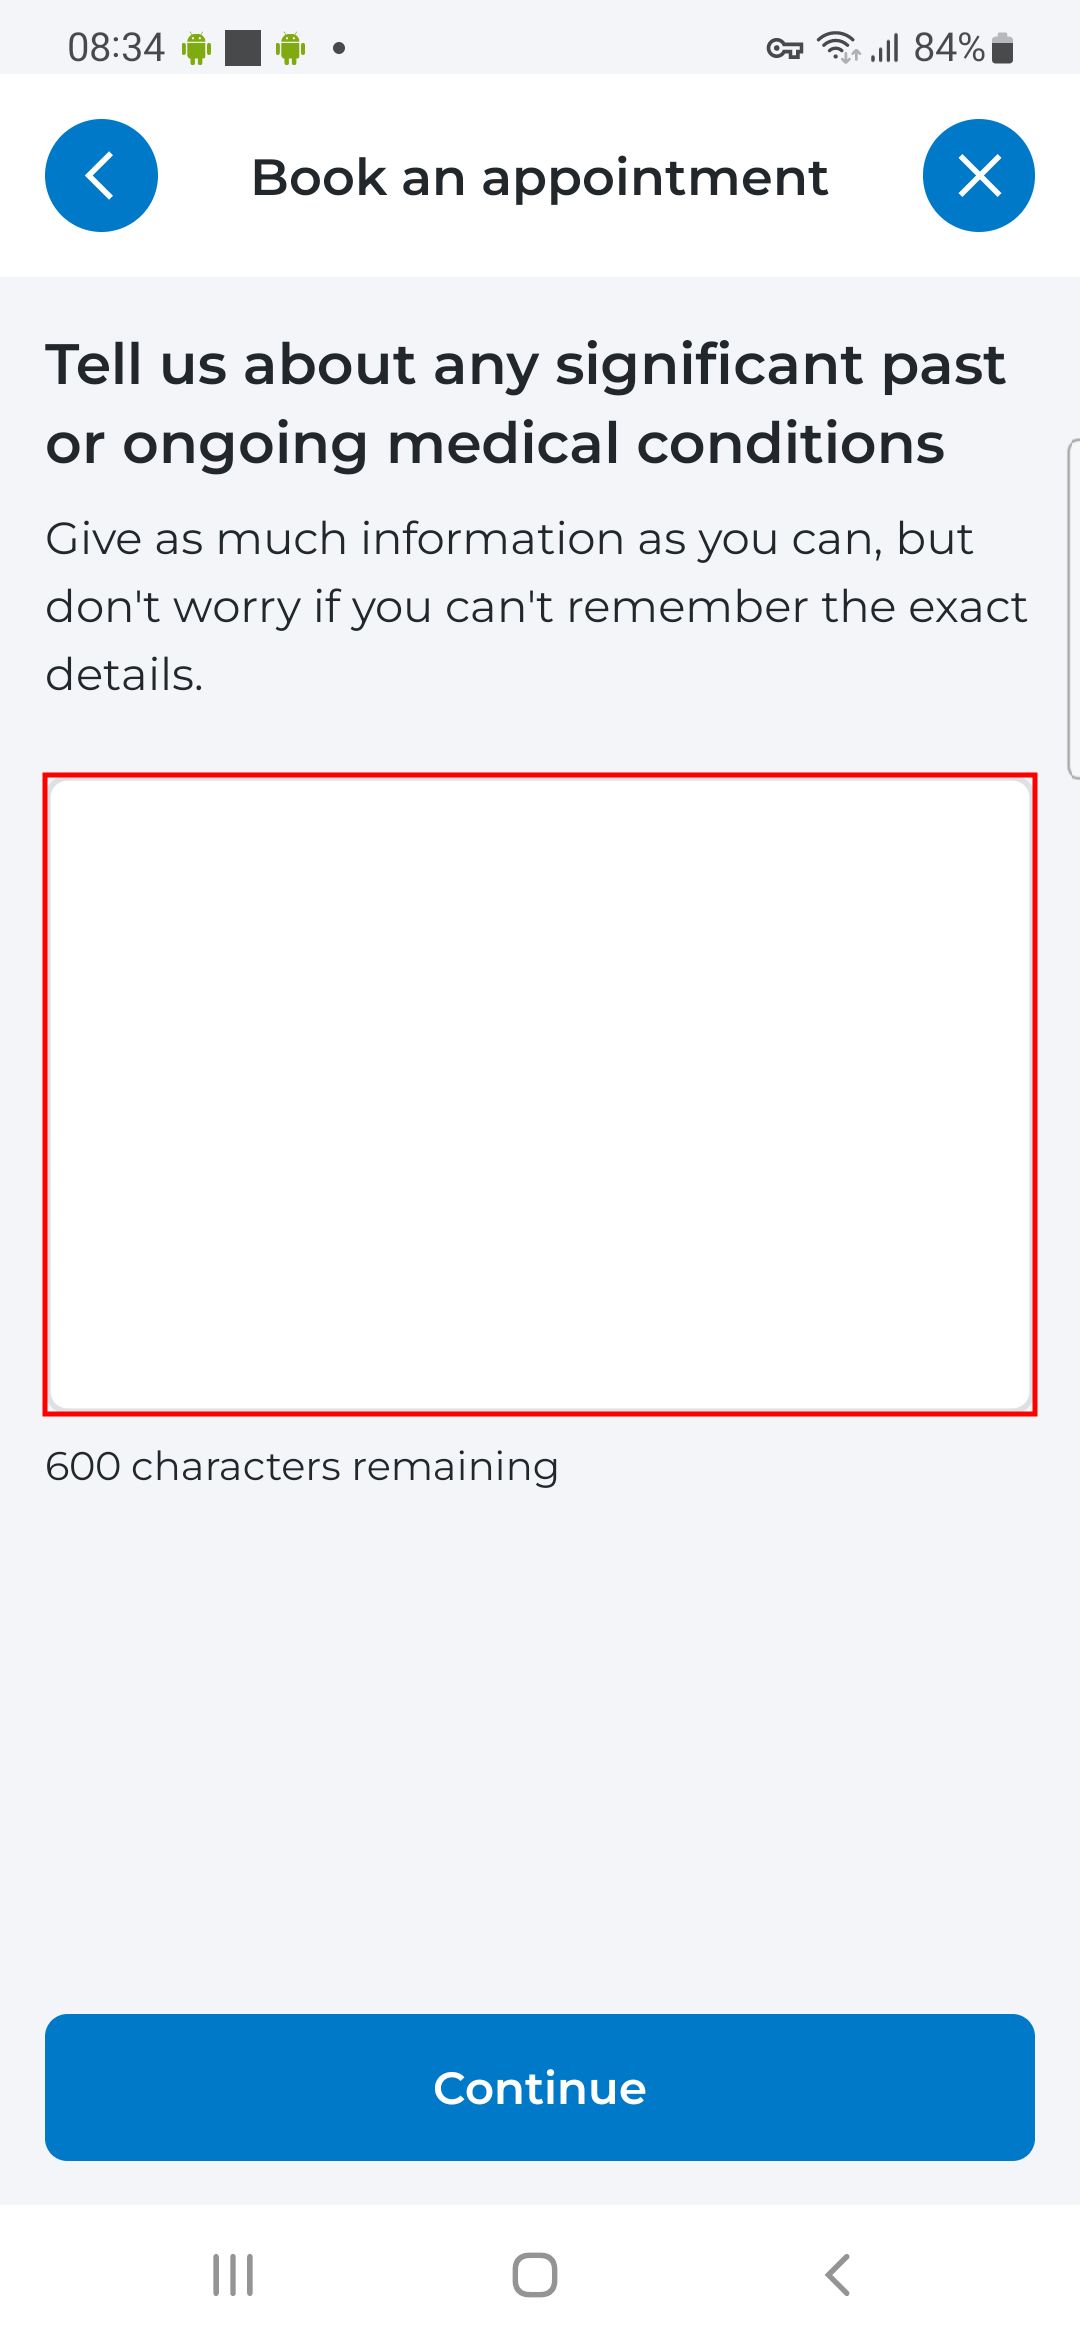 08:34
84%
Book an appointment
Tell us about any significant past
or ongoing medical conditions
Give as much information as you can, but
don't worry if you can't remember the exact
details.
600 characters remaining
Continue